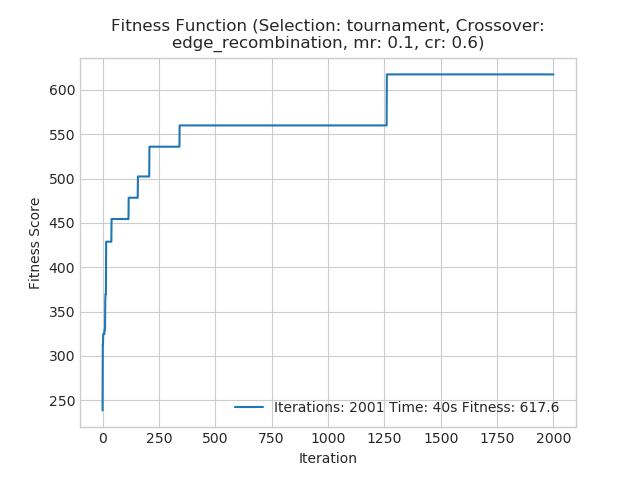 Fitness Function (Selection: tournament, Crossover:
edge_recombination, mr: 0.1, cr: 0.6)
Fitness Score
600
550
500
450
400
350
300
250
Iterations: 2001 Time: 40s Fitness: 617.6
0 250 500 750 1000 1250 1500 1750 2000
Iteration